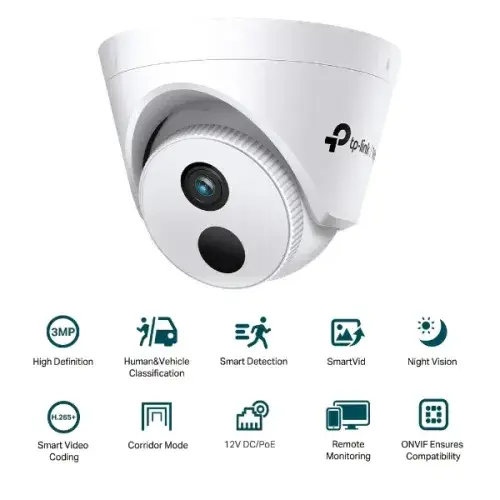 tp-link
3MP
High Definition
Human&Vehicle
Classification
Smart Detection
SmartVid
Night Vision
H.265+
Smart Video
Coding
Corridor Mode
12V DC/PoE
Remote
Monitoring
ONVIF Ensures
Compatibility